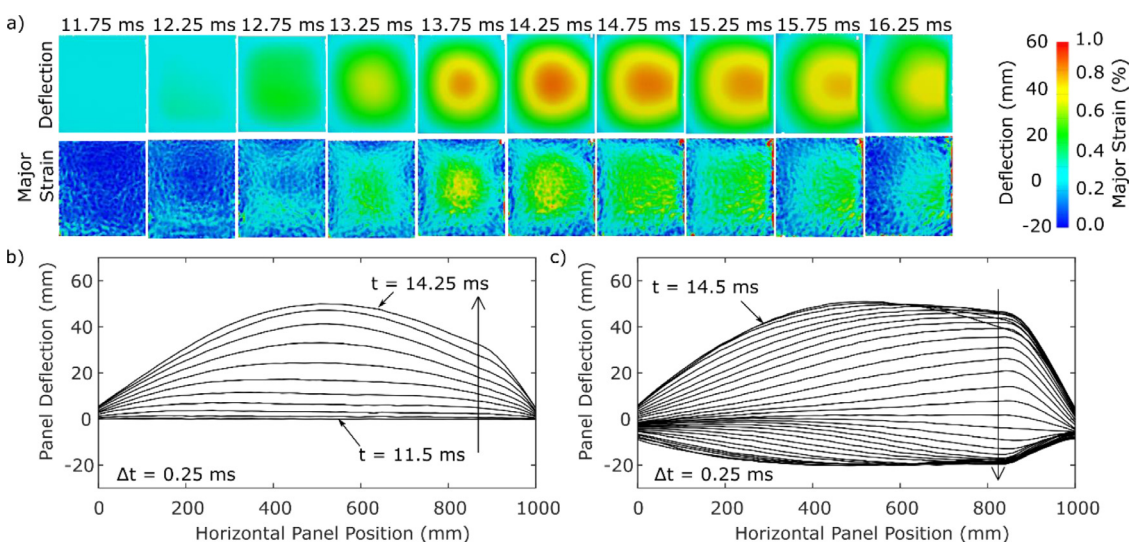 a)
11.75 ms 12.25 ms 12.75 ms 13.25 ms 13.75 ms 14.25 ms 14.75 ms 15.25 ms 15.75 ms 16.25 ms
Deflection
Major
Strain
Deflection (mm)
60
40
20
0
-20
1.0
0.8
0.6
0.4
0.2
0.0
Major Strain (%)
b)
Panel Deflection (mm)
60
40
20
0
-20
t = 14.25 ms
t = 11.5 ms
Δt = 0.25 ms
0 200 400 600 800 1000
Horizontal Panel Position (mm)
c)
Panel Deflection (mm)
60
40
20
0
-20
t = 14.5 ms
Δt = 0.25 ms
0 200 400 600 800 1000
Horizontal Panel Position (mm)